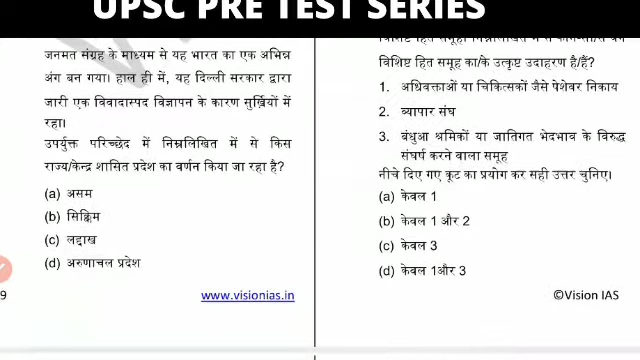 UPSC PRE TEST SERIES
जनमत संग्रह के माध्यम से यह भारत का एक अभिन्न
अंग बन गया। हाल ही में, यह दिल्ली सरकार द्वारा
जारी एक विवादास्पद विज्ञापन के कारण सुर्ख़ियों में
रहा।
उपर्युक्त परिच्छेद में निम्नलिखित में से किस
राज्य/केन्द्र शासित प्रदेश का वर्णन किया जा रहा है?
(a) असम
(b) सिक्किम
(c) लद्दाख
(d) अरुणाचल प्रदेश
9
www.visionias.in
विशिष्ट हित समूह का/के उत्कृष्ट उदाहरण है/हैं?
1. अधिवक्ताओं या चिकित्सकों जैसे पेशेवर निकाय
2. व्यापार संघ
3. बंधुआ श्रमिकों या जातिगत भेदभाव के विरुद्ध
संघर्ष करने वाला समूह
नीचे दिए गए कूट का प्रयोग कर सही उत्तर चुनिए।
(a) केवल 1
(b) केवल 1 और 2
(c) केवल 3
(d) केवल 1और 3
©Vision IAS